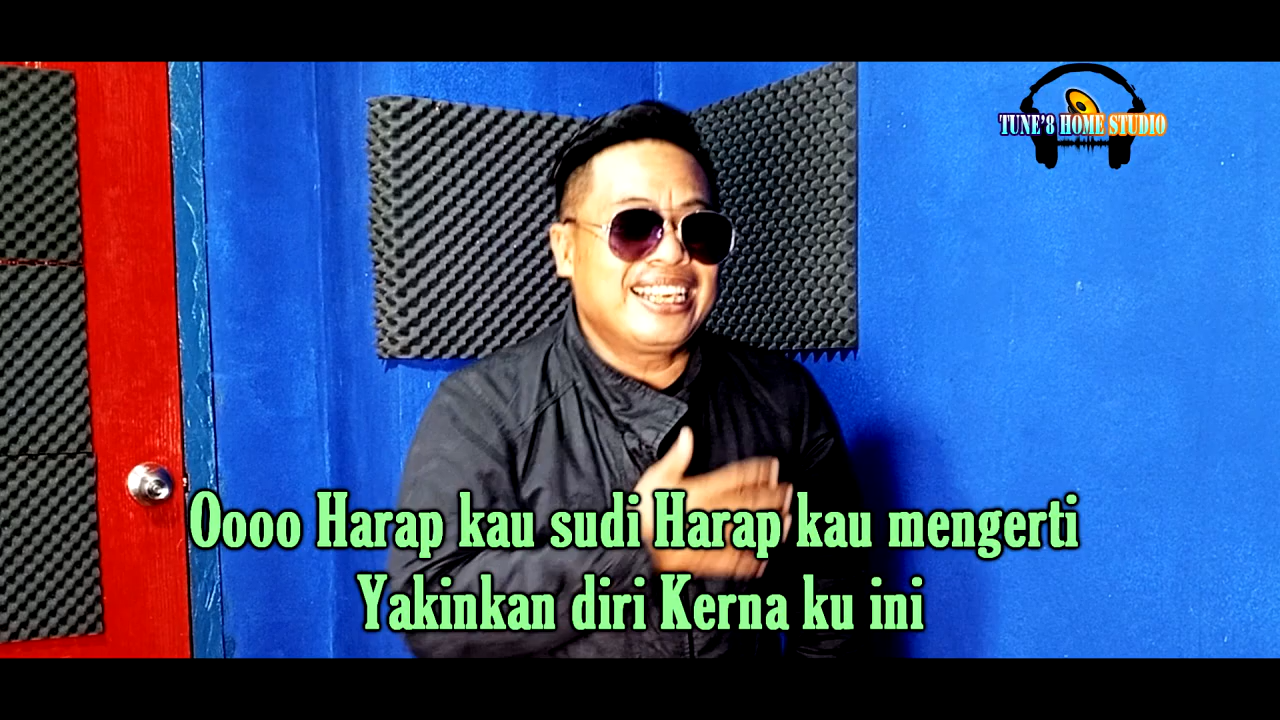 TUNE'8 HOME STUDIO
Oooo Harap kau sudi Harap kau mengerti
Yakinkan diri Kerna ku ini